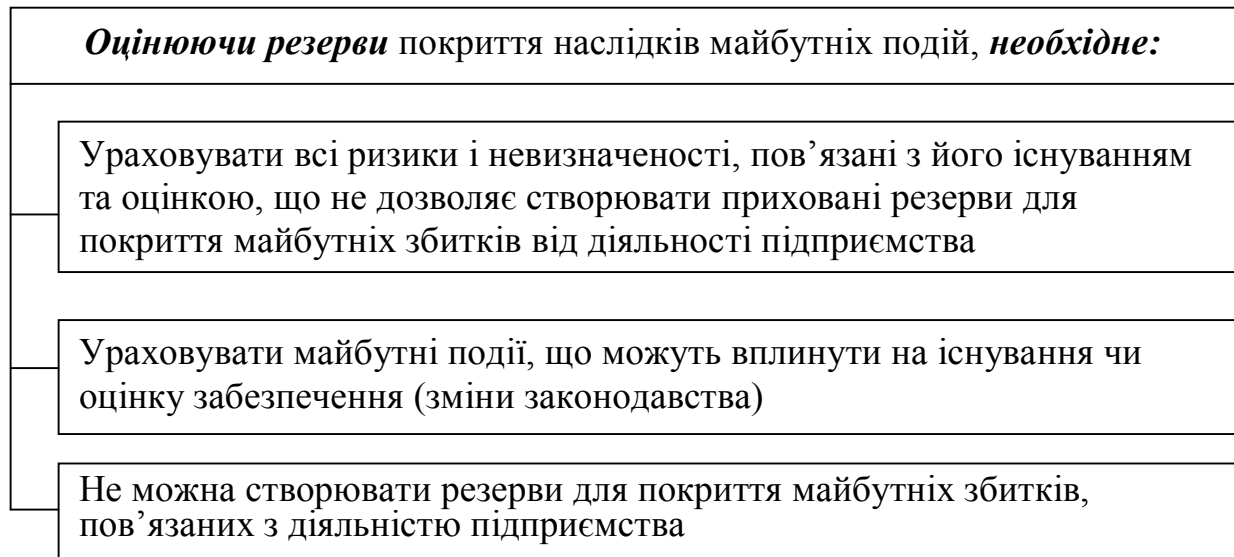 Оцінюючи резерви покриття наслідків майбутніх подій, необхідне:
Ураховувати всі ризики і невизначеності, пов’язані з його існуванням
та оцінкою, що не дозволяє створювати приховані резерви для
покриття майбутніх збитків від діяльності підприємства
Ураховувати майбутні події, що можуть вплинути на існування чи
оцінку забезпечення (зміни законодавства)
Не можна створювати резерви для покриття майбутніх збитків,
пов’язаних з діяльністю підприємства